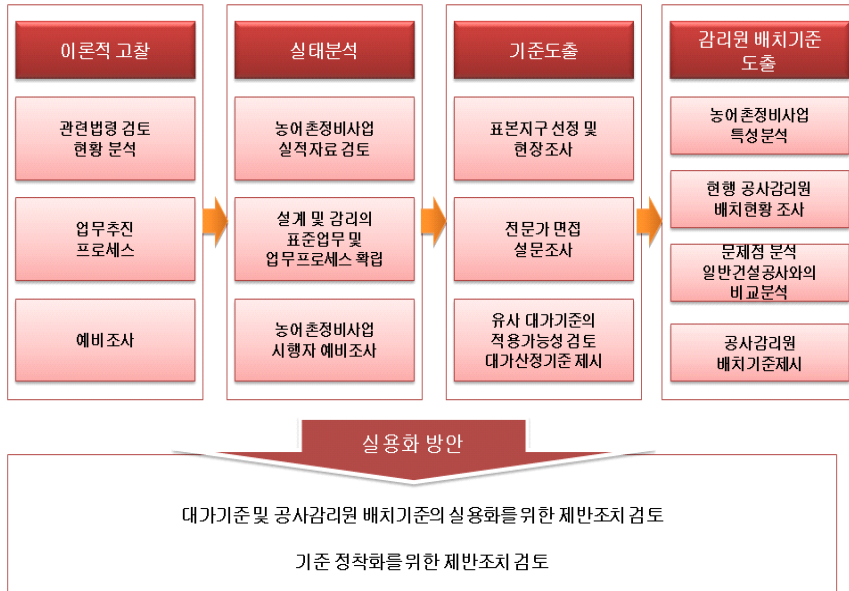 이론적 고찰
관련법령 검토
현황 분석
업무추진
프로세스
예비조사
실태분석
농어촌정비사업
실적자료 검토
설계 및 감리의
표준업무 및
업무프로세스 확립
농어촌정비사업
시행자 예비조사
기준도출
표본지구 선정 및
현장조사
전문가 면접
설문조사
유사 대가기준의
적용가능성 검토
대가산정기준 제시
감리원 배치기준
도출
농어촌정비사업
특성분석
현행 공사감리원
배치현황 조사
문제점 분석
일반건설공사와의
비교분석
공사감리원
배치기준제시
실용화 방안
대가기준 및 공사감리원 배치기준의 실용화를 위한 제반조치 검토
기준 정착화를 위한 제반조치 검토